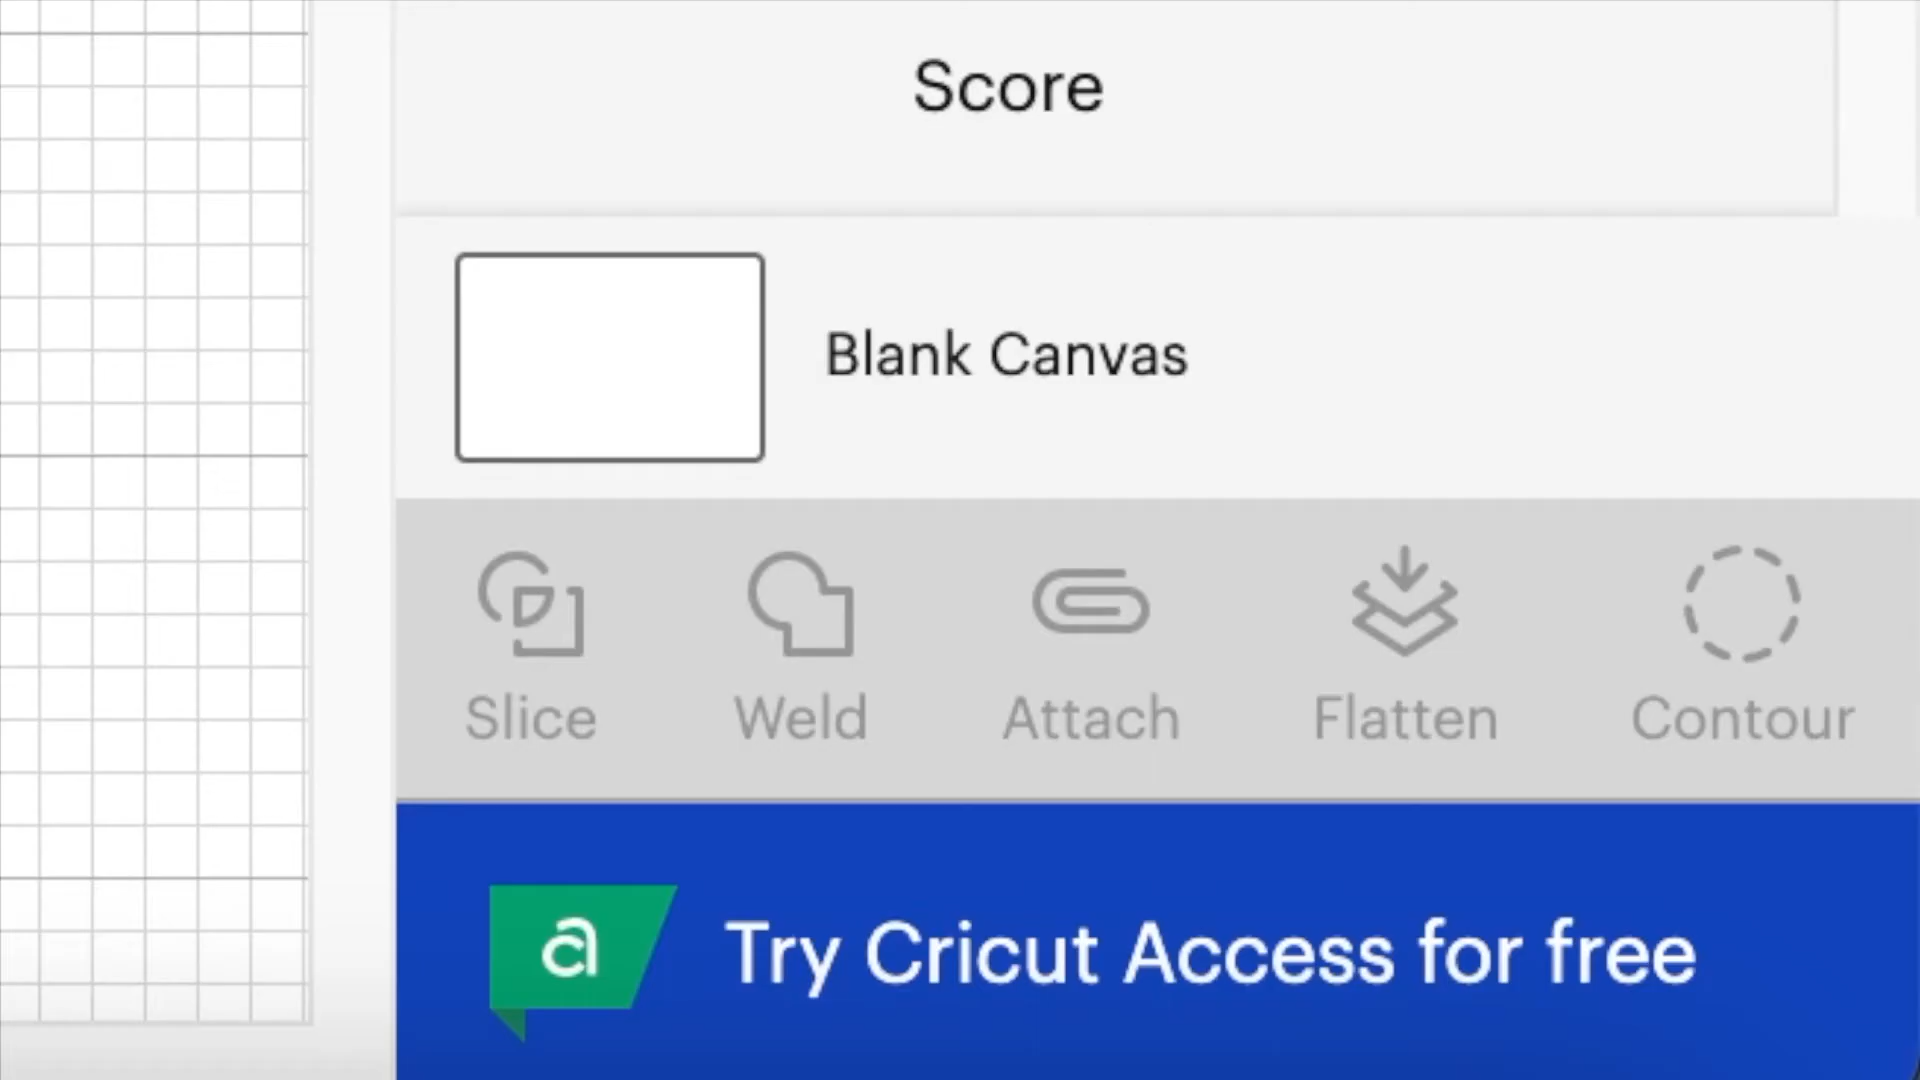 Score
Blank Canvas
Slice Weld Attach Flatten Contour
a Try Cricut Access for free